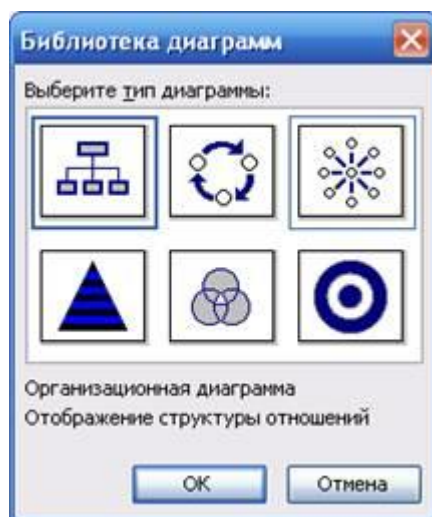 Библиотека диаграмм
Выберите тип диаграммы:
Организационная диаграмма
Отображение структуры отношений
ОК
Отмена